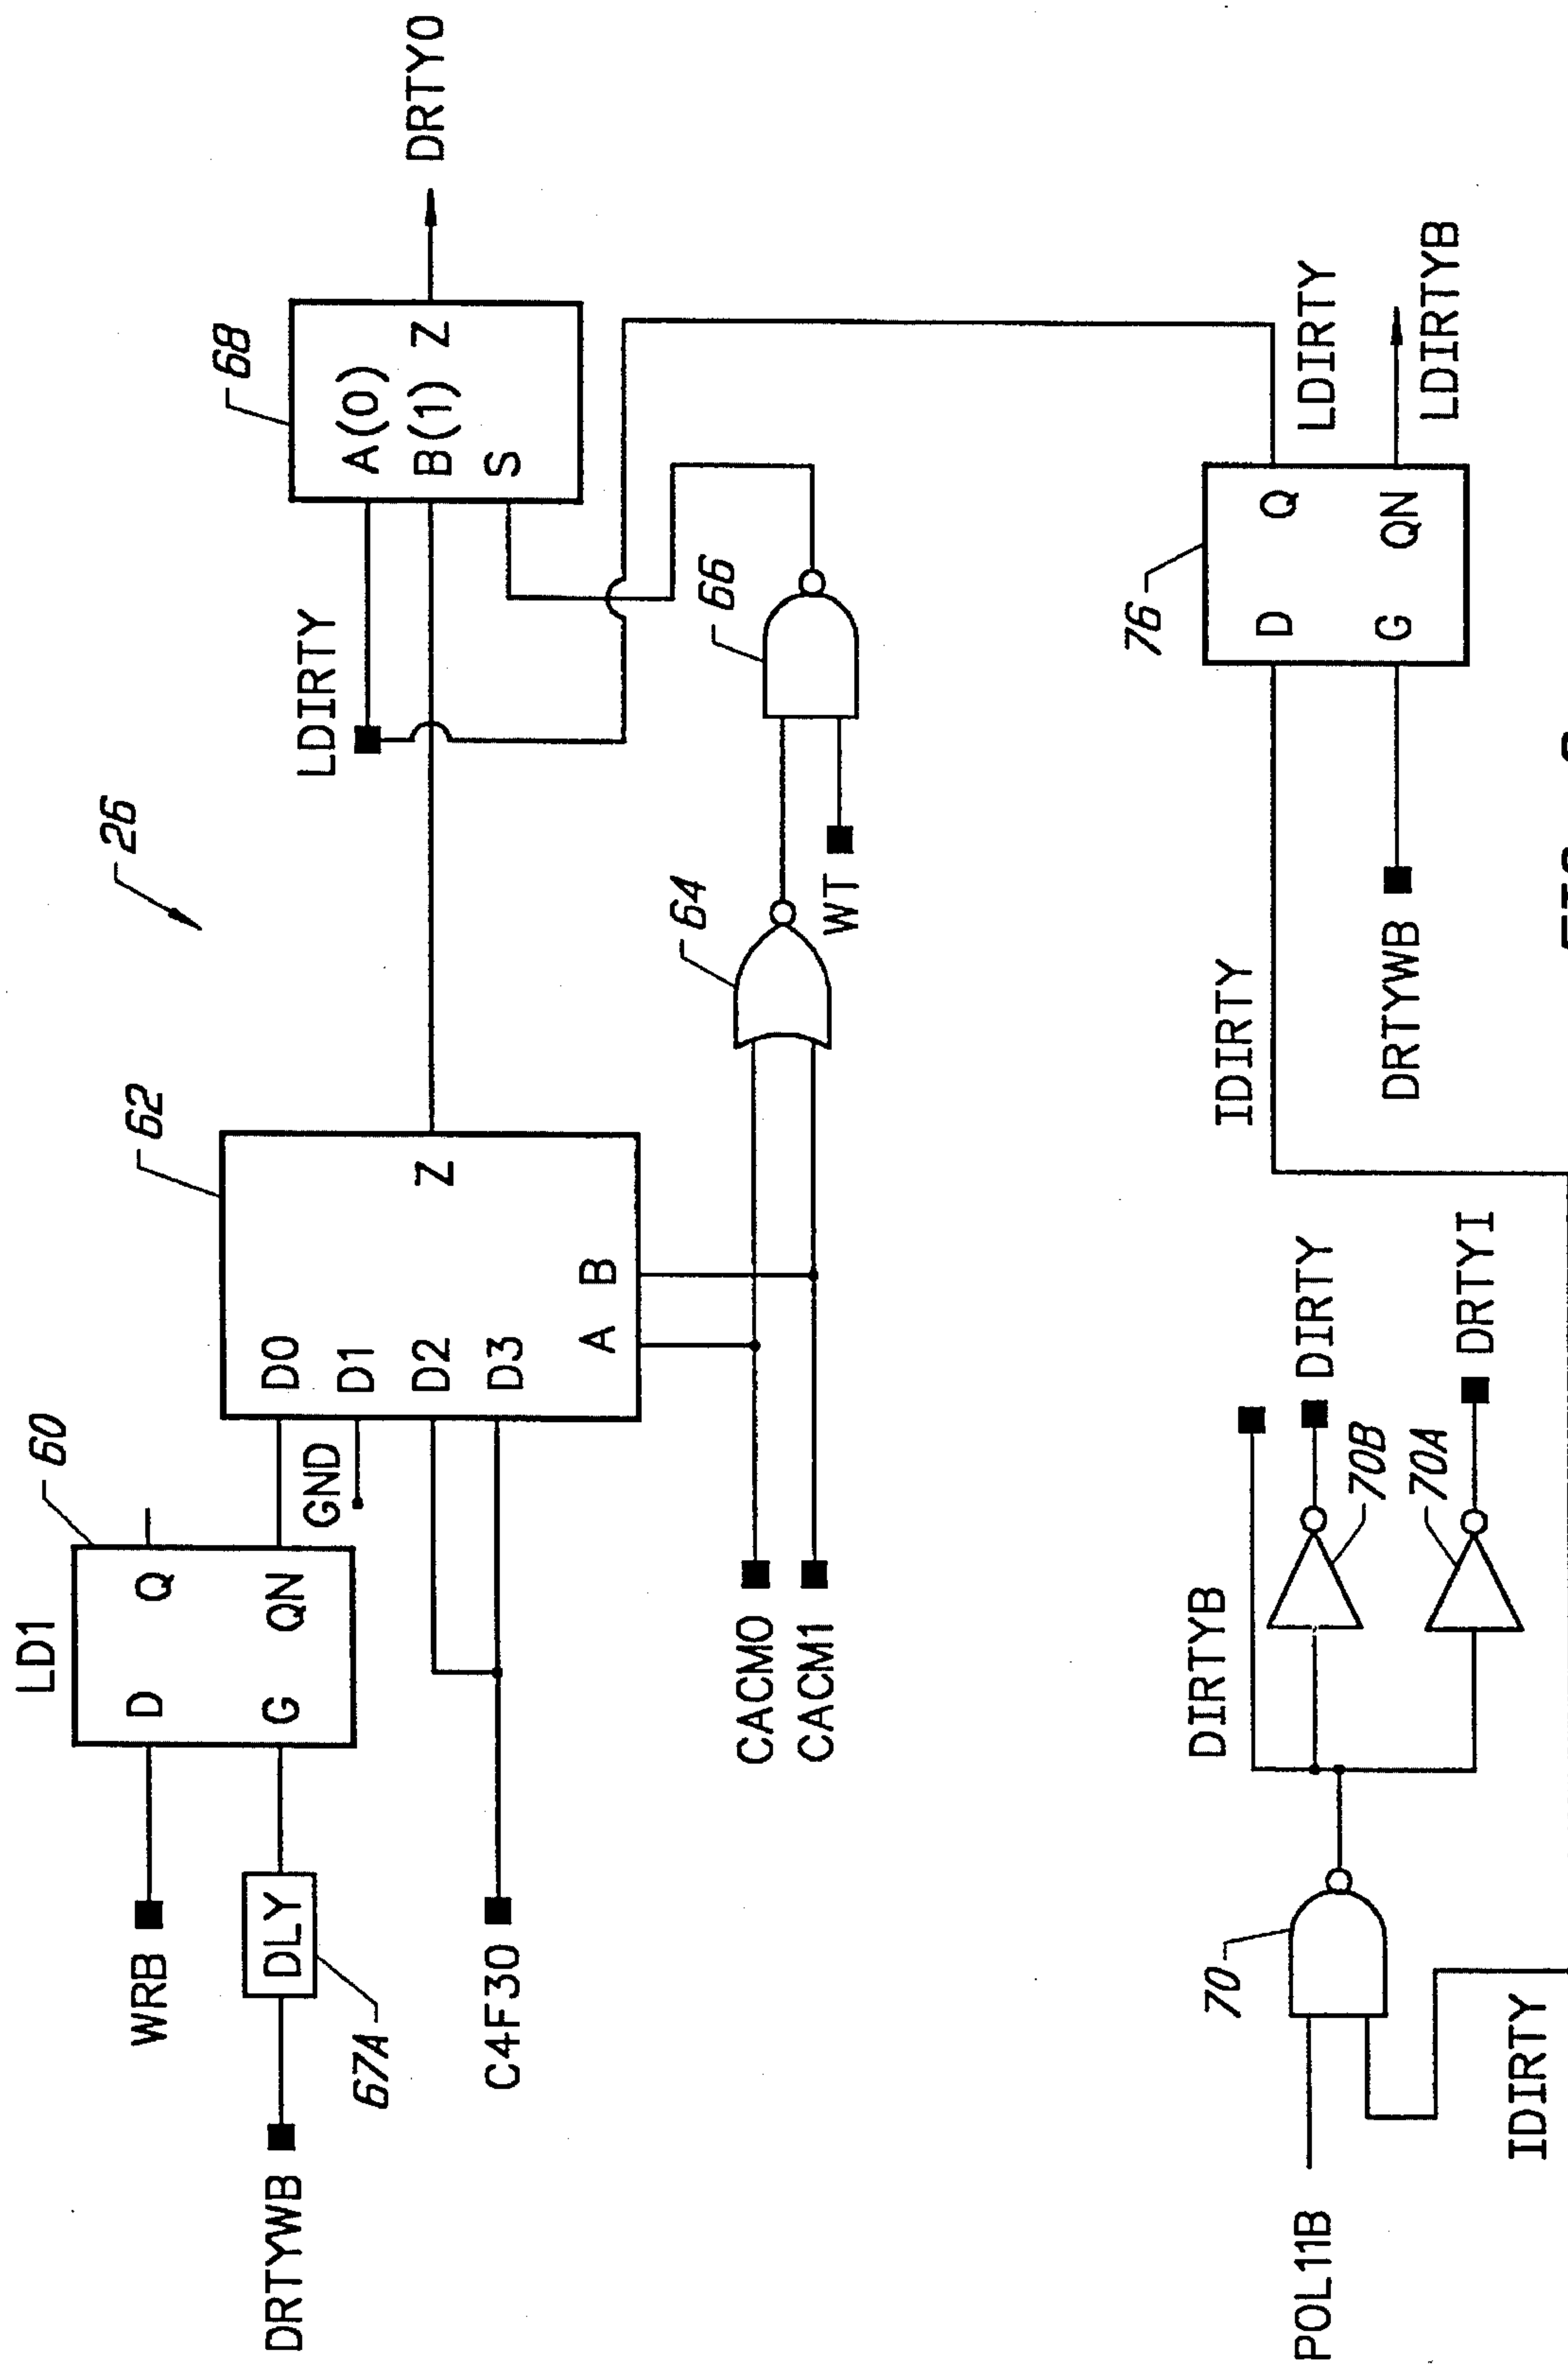 26
LD1
60
D
Q
G
QN
WRB
DRTYWB
DLY
67A
GND
C4F30
62
D0
D1
D2
D3
Z
A
B
CACM0
CACM1
64
WT
66
LDIRTY
68
A(0)
B(1)
Z
S
DRTYO
POL11B
IDIRTY
70
DIRTYB
70B
DIRTY
70A
DRTYI
IDIRTY
DRTYWB
76
D
Q
G
QN
LDIRTY
LDIRTYB